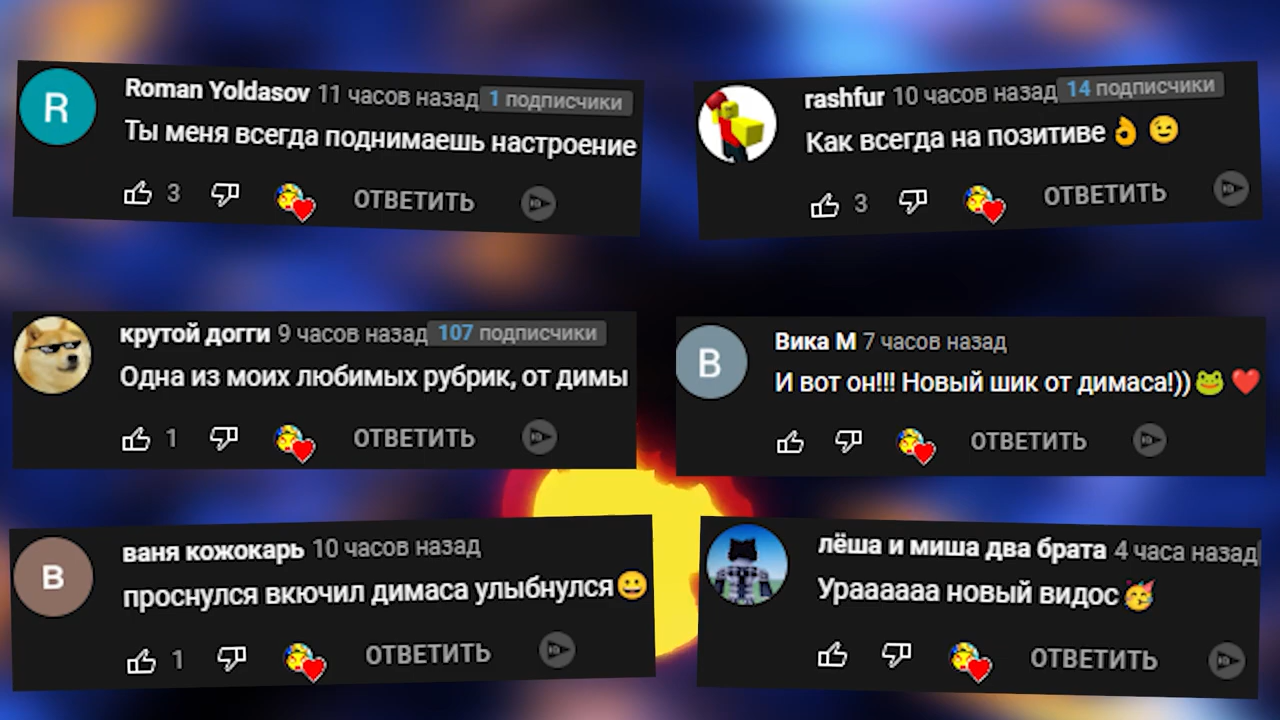 R
Roman Yoldasov 11 часов назад 1 подписчики
Ты меня всегда поднимаешь настроение
3 ОТВЕТИТЬ
rashfur 10 часов назад 14 подписчики
Как всегда на позитиве👌😉
3 ОТВЕТИТЬ
крутой догги 9 часов назад 107 подписчики
Одна из моих любимых рубрик, от димы
1 ОТВЕТИТЬ
В
Вика М 7 часов назад
И вот он!!! Новый шик от димаса!))🐸❤️
ОТВЕТИТЬ
в
ваня кожокарь 10 часов назад
проснулся вкючил димаса улыбнулся😀
1 ОТВЕТИТЬ
лёша и миша два брата 4 часа назад
Ураааааа новый видос🥳
ОТВЕТИТЬ